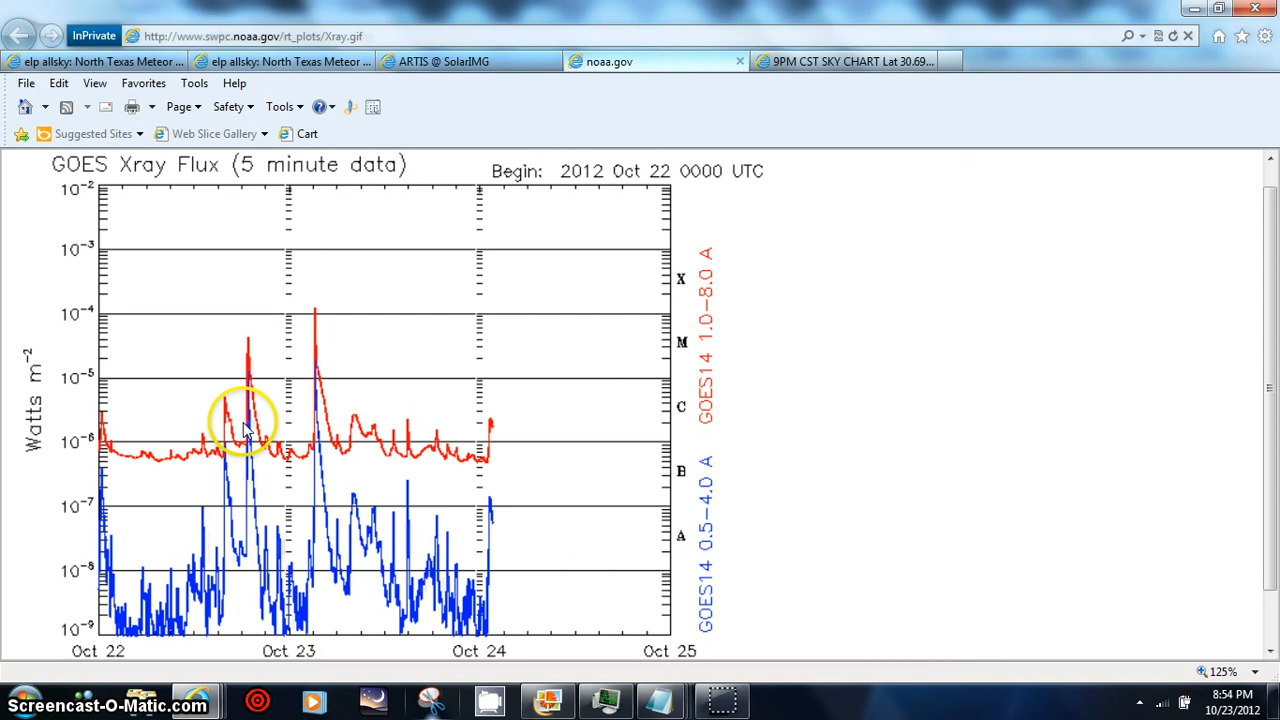 InPrivate
http://www.swpc.noaa.gov/rt_plots/Xray.gif
elp allsky: North Texas Meteor ...
elp allsky: North Texas Meteor ...
ARTIS @ SolarIMG
noaa.gov
9PM CST SKY CHART Lat 30.69...
File Edit View Favorites Tools Help
Page Safety Tools
Suggested Sites Web Slice Gallery Cart
GOES Xray Flux (5 minute data)
Begin: 2012 Oct 22 0000 UTC
10-2
10-3
10-4
10-5
10-6
10-7
10-8
10-9
Watts m-2
X
M
C
B
A
GOES14 1.0-8.0 A
GOES14 0.5-4.0 A
Oct 22 Oct 23 Oct 24 Oct 25
125%
Screencast-O-Matic.com
8:54 PM
10/23/2012